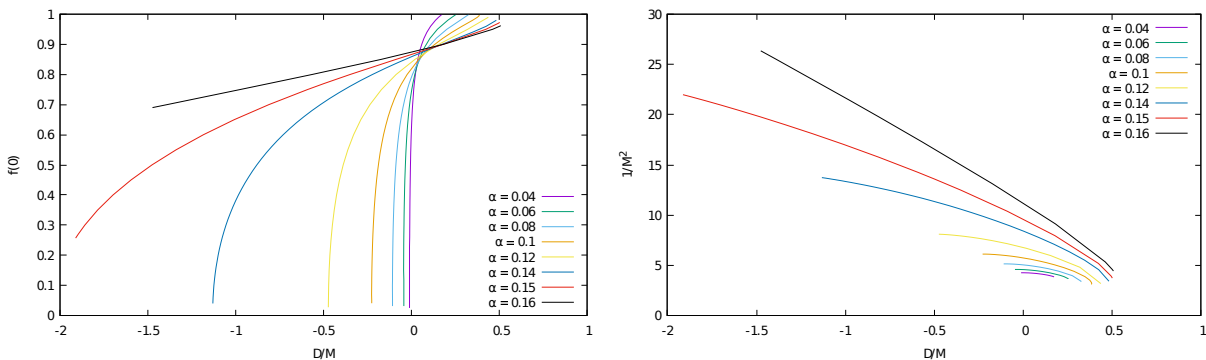 1
0.9
0.8
0.7
0.6
0.5
0.4
0.3
0.2
0.1
0
f(0)
-2
-1.5
-1
-0.5
0
0.5
1
D/M
α = 0.04
α = 0.06
α = 0.08
α = 0.1
α = 0.12
α = 0.14
α = 0.15
α = 0.16
30
25
20
15
10
5
0
1/M²
-2
-1.5
-1
-0.5
0
0.5
1
D/M
α = 0.04
α = 0.06
α = 0.08
α = 0.1
α = 0.12
α = 0.14
α = 0.15
α = 0.16